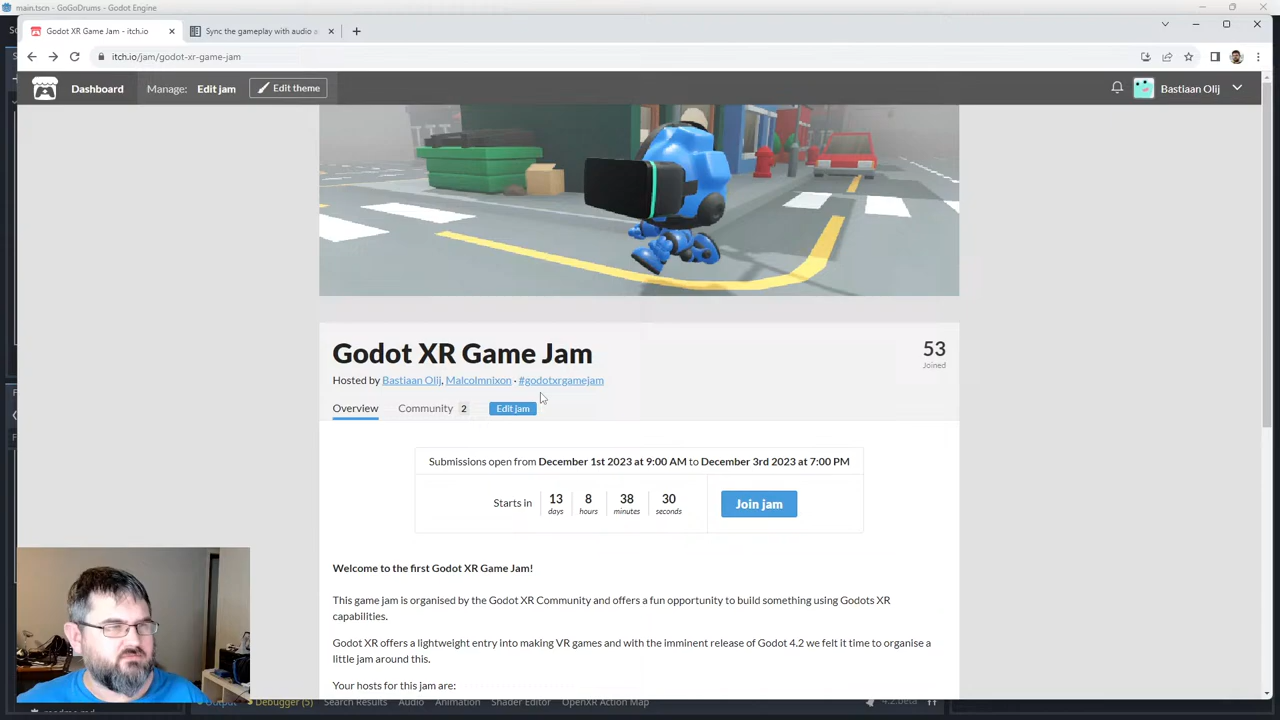 main.tscn - GoGoDrums - Godot Engine
Godot XR Game Jam - itch.io
Sync the gameplay with audio a
itch.io/jam/godot-xr-game-jam
Dashboard
Manage: Edit jam
Edit theme
Bastiaan Olij
Godot XR Game Jam
53
Joined
Hosted by Bastiaan Olij, Malcolmnixon · #godotxrgamejam
Overview
Community 2
Edit jam
Submissions open from December 1st 2023 at 9:00 AM to December 3rd 2023 at 7:00 PM
Starts in
13 days
8 hours
38 minutes
30 seconds
Join jam
Welcome to the first Godot XR Game Jam!
This game jam is organised by the Godot XR Community and offers a fun opportunity to build something using Godots XR
capabilities.
Godot XR offers a lightweight entry into making VR games and with the imminent release of Godot 4.2 we felt it time to organise a
little jam around this.
Your hosts for this jam are:
Output
Debugger (5)
Search Results
Audio
Animation
Shader Editor
OpenXR Action Map
4.2.beta